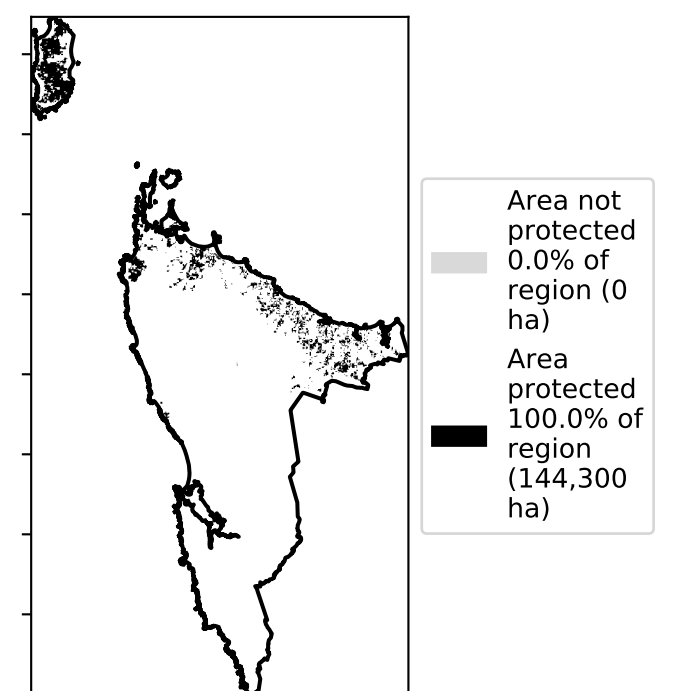 Area not
protected
0.0% of
region (0
ha)
Area
protected
100.0% of
region
(144,300
ha)